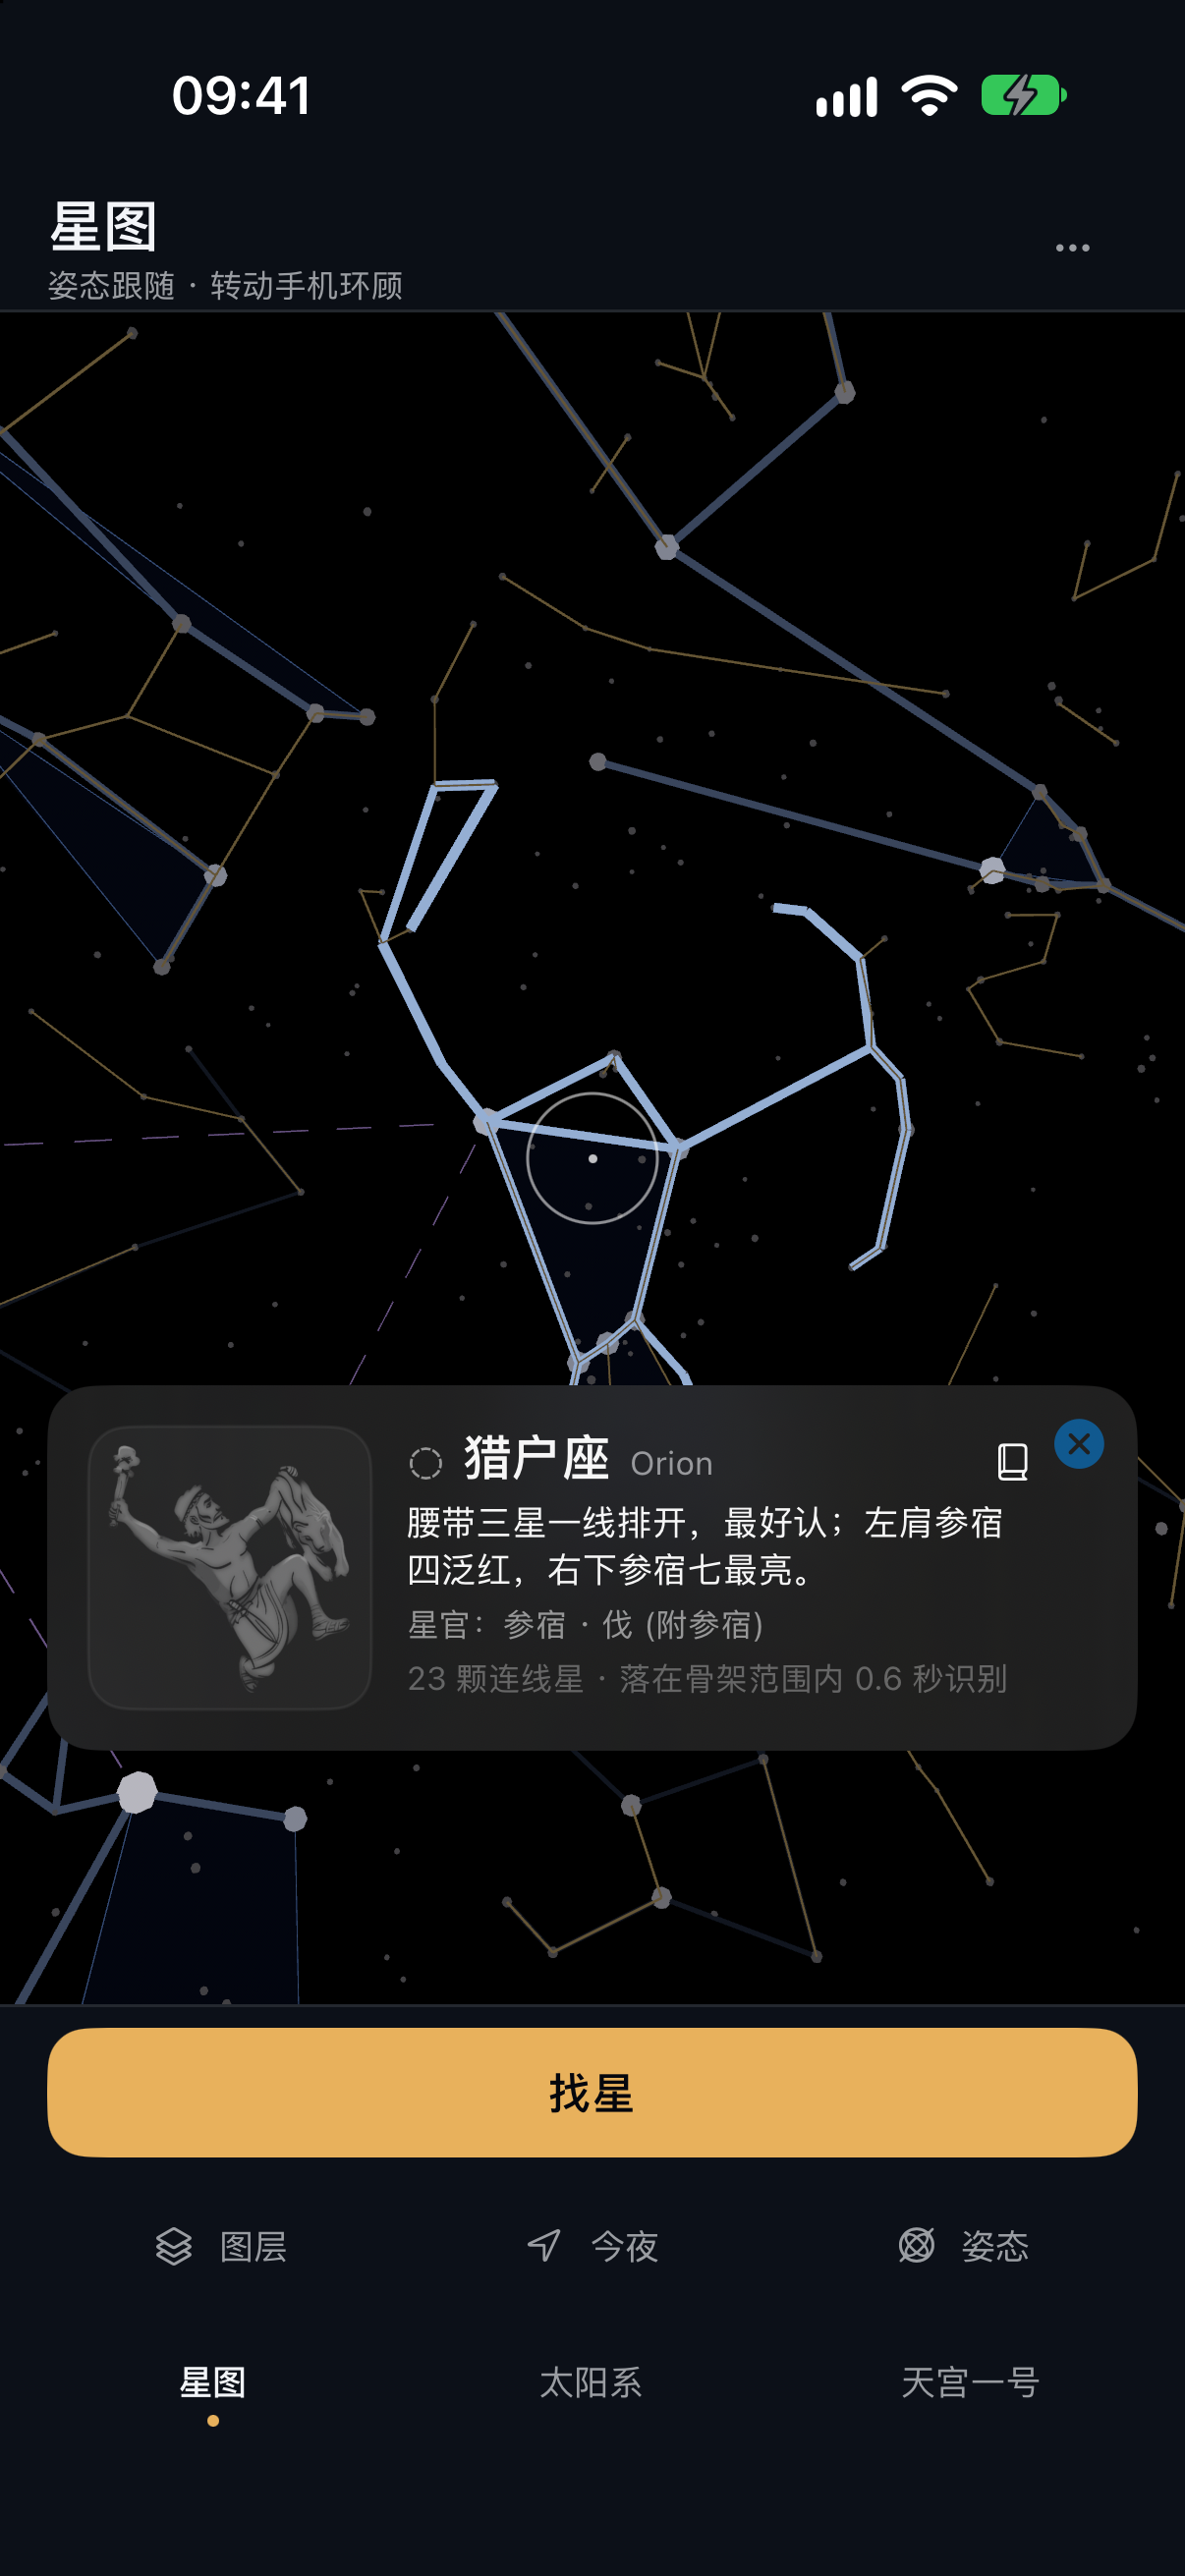 09:41
星图
姿态跟随 · 转动手机环顾
猎户座 Orion
腰带三星一线排开，最好认；左肩参宿
四泛红，右下参宿七最亮。
星官：参宿 · 伐 (附参宿)
23 颗连线星 · 落在骨架范围内 0.6 秒识别
找星
图层 今夜 姿态
星图 太阳系 天宫一号